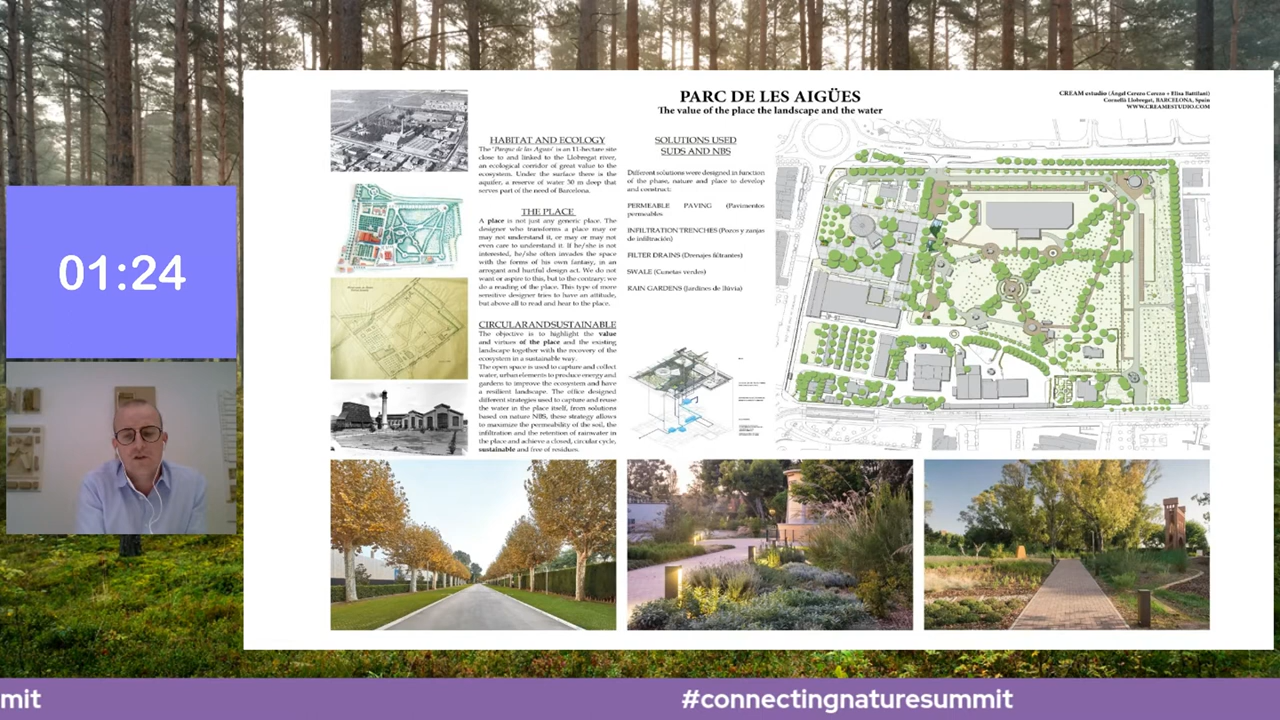 PARC DE LES AIGÜES
The value of the place the landscape and the water
CREAM estudio (Ángel Cerezo Cerezo + Elisa Battilani)
Cornellà Llobregat, BARCELONA, Spain
WWW.CREAMESTUDIO.COM
HABITAT AND ECOLOGY
The "Parque de las Aguas" is an 11-hectare site
close to and linked to the Llobregat river,
an ecological corridor of great value to the
ecosystem. Under the surface there is the
aquifer, a reserve of water 30 m deep that
serves part of the need of Barcelona.
THE PLACE
A place is not just any generic place. The
designer who transforms a place may or
may not understand it, or may or may not
even care to understand it. If he/she is not
interested, he/she often invades the space
with the forms of his own fantasy, in an
arrogant and hurtful design act. We do not
want or aspire to this, but to the contrary; we
do a reading of the place. This type of more
sensitive designer tries to have an attitude,
but above all to read and hear to the place.
CIRCULARANDSUSTAINABLE
The objective is to highlight the value
and virtues of the place and the existing
landscape together with the recovery of the
ecosystem in a sustainable way.
The open space is used to capture and collect
water, urban elements to produce energy and
gardens to improve the ecosystem and have
a resilient landscape. The office designed
different strategies used to capture and reuse
the water in the place itself, from solutions
based on nature NBS, these strategy allows
to maximize the permeability of the soil, the
infiltration and the retention of rainwater in
the place and achieve a closed, circular cycle,
sustainable and free of residues.
SOLUTIONS USED
SUDS AND NBS
Different solutions were designed in function
of the phase, nature and place to develop
and construct:
PERMEABLE PAVING (Pavimentos
permeables
INFILTRATION TRENCHES (Pozos y zanjas
de infiltración)
FILTER DRAINS (Drenajes filtrantes)
SWALE (Cunetas verdes)
RAIN GARDENS (Jardines de lluvia)
01:24
mit
#connectingnaturesummit